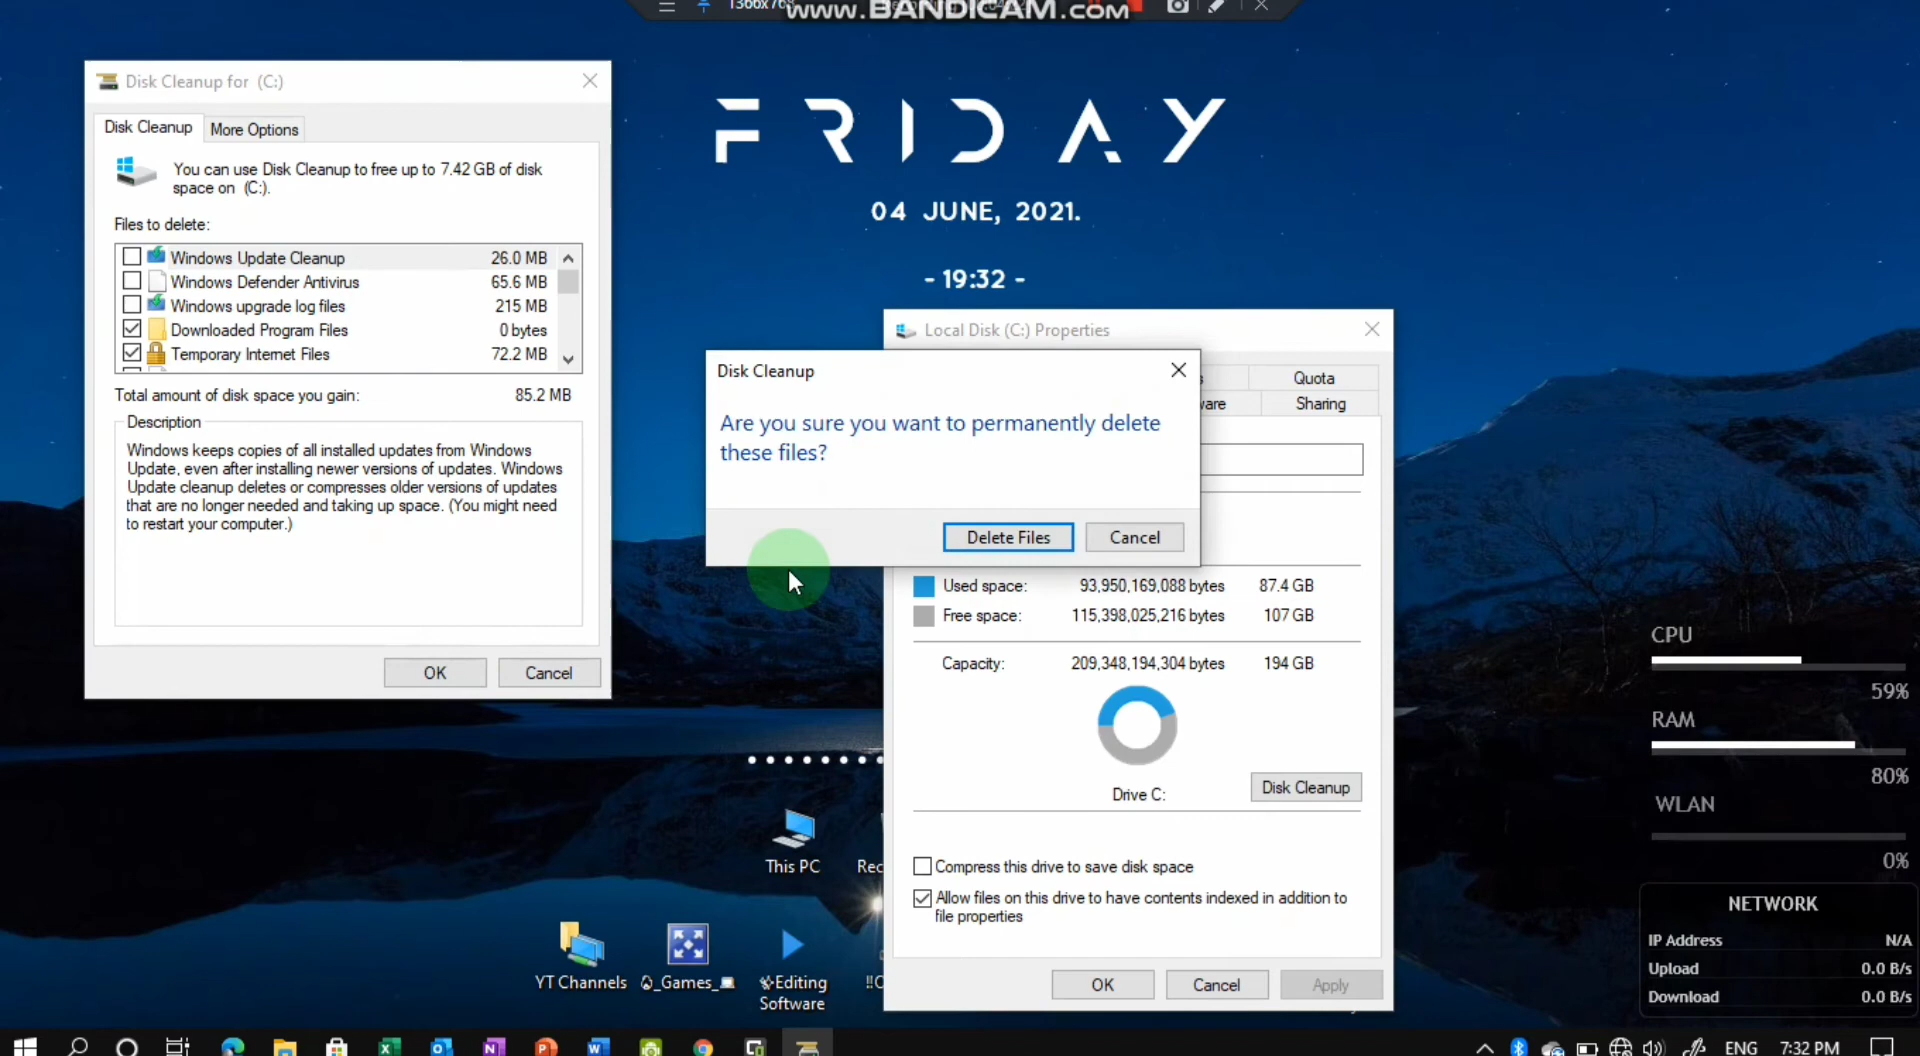 1366x768
www.BANDICAM.com
Disk Cleanup for (C:)
Disk Cleanup
More Options
You can use Disk Cleanup to free up to 7.42 GB of disk
space on (C:).
Files to delete:
Windows Update Cleanup 26.0 MB
Windows Defender Antivirus 65.6 MB
Windows upgrade log files 215 MB
Downloaded Program Files 0 bytes
Temporary Internet Files 72.2 MB
Total amount of disk space you gain: 85.2 MB
Description
Windows keeps copies of all installed updates from Windows
Update, even after installing newer versions of updates. Windows
Update cleanup deletes or compresses older versions of updates
that are no longer needed and taking up space. (You might need
to restart your computer.)
OK
Cancel
FRIDAY
04 JUNE, 2021.
- 19:32 -
Local Disk (C:) Properties
Quota
Sharing
Disk Cleanup
Are you sure you want to permanently delete
these files?
Delete Files
Cancel
Used space: 93,950,169,088 bytes 87.4 GB
Free space: 115,398,025,216 bytes 107 GB
Capacity: 209,348,194,304 bytes 194 GB
Drive C:
Disk Cleanup
Compress this drive to save disk space
Allow files on this drive to have contents indexed in addition to
file properties
OK
Cancel
Apply
This PC
Rec
YT Channels
_Games_
Editing
Software
CPU
59%
RAM
80%
WLAN
0%
NETWORK
IP Address N/A
Upload 0.0 B/s
Download 0.0 B/s
ENG
7:32 PM